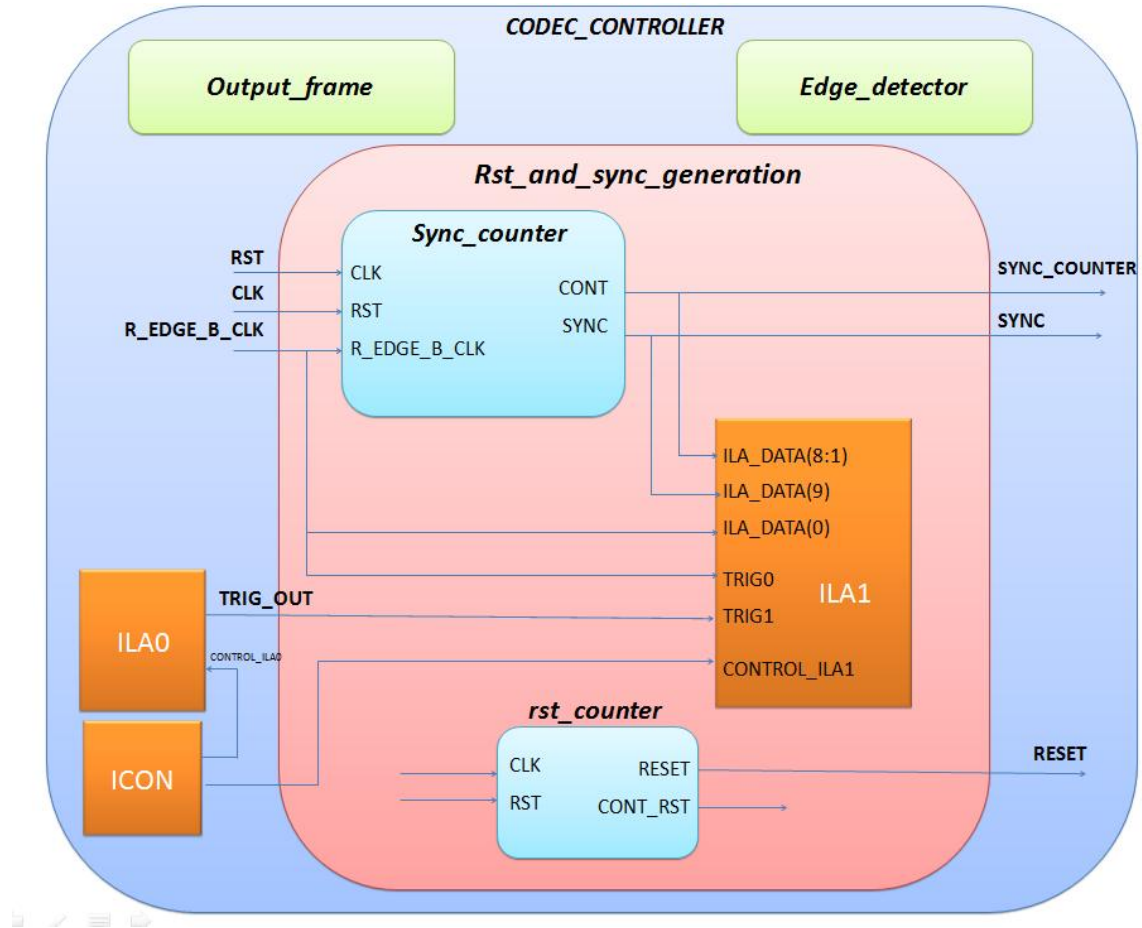 CODEC_CONTROLLER
Output_frame
Edge_detector
Rst_and_sync_generation
Sync_counter
RST
CLK
R_EDGE_B_CLK
CLK
RST
R_EDGE_B_CLK
CONT
SYNC
SYNC_COUNTER
SYNC
ILA_DATA(8:1)
ILA_DATA(9)
ILA_DATA(0)
TRIG0
TRIG1
CONTROL_ILA1
ILA1
TRIG_OUT
ILA0
CONTROL_ILA0
ICON
rst_counter
CLK
RST
RESET
CONT_RST
RESET